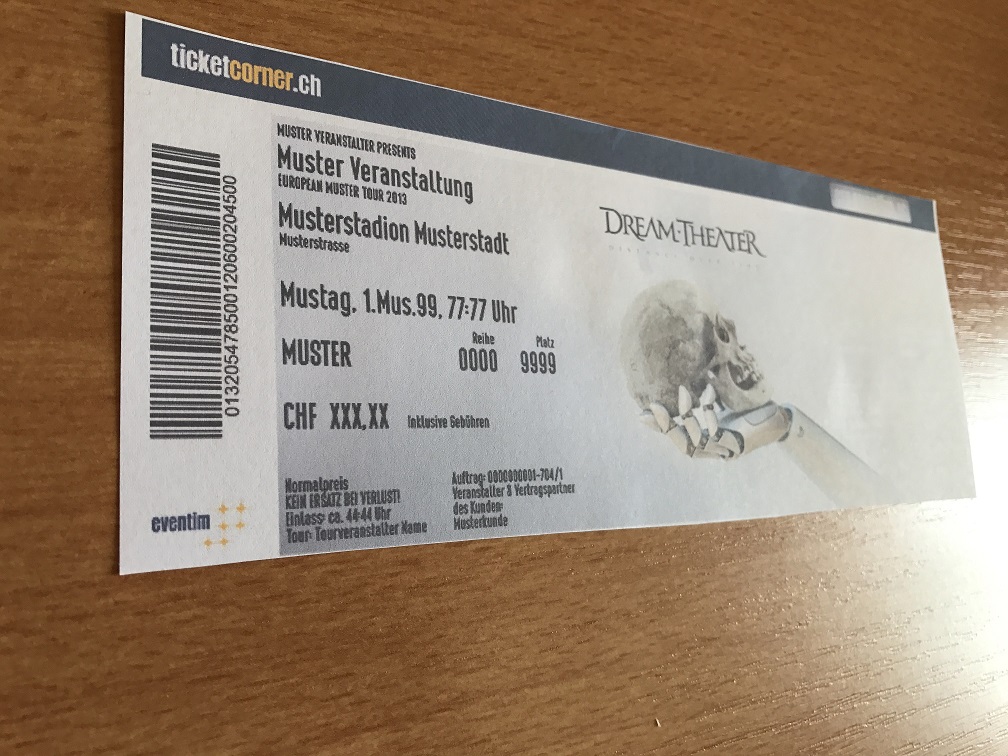 ticketcorner.ch
MUSTER VERANSTALTER PRESENTS
Muster Veranstaltung
EUROPEAN MUSTER TOUR 2013
Musterstadion Musterstadt
Musterstrasse
Mustag, 1.Mus.99, 77:77 Uhr
Reihe Platz
MUSTER 0000 9999
CHF XXX,XX Inklusive Gebühren
Normalpreis
KEIN ERSATZ BEI VERLUST!
Einlass: ca. 44:44 Uhr
Tour: Tourveranstalter Name
Auftrag: 0000000001-704/1
Veranstalter & Vertragspartner
des Kunden:
Musterkunde
013205478500120600204500
eventim
DREAM THEATER